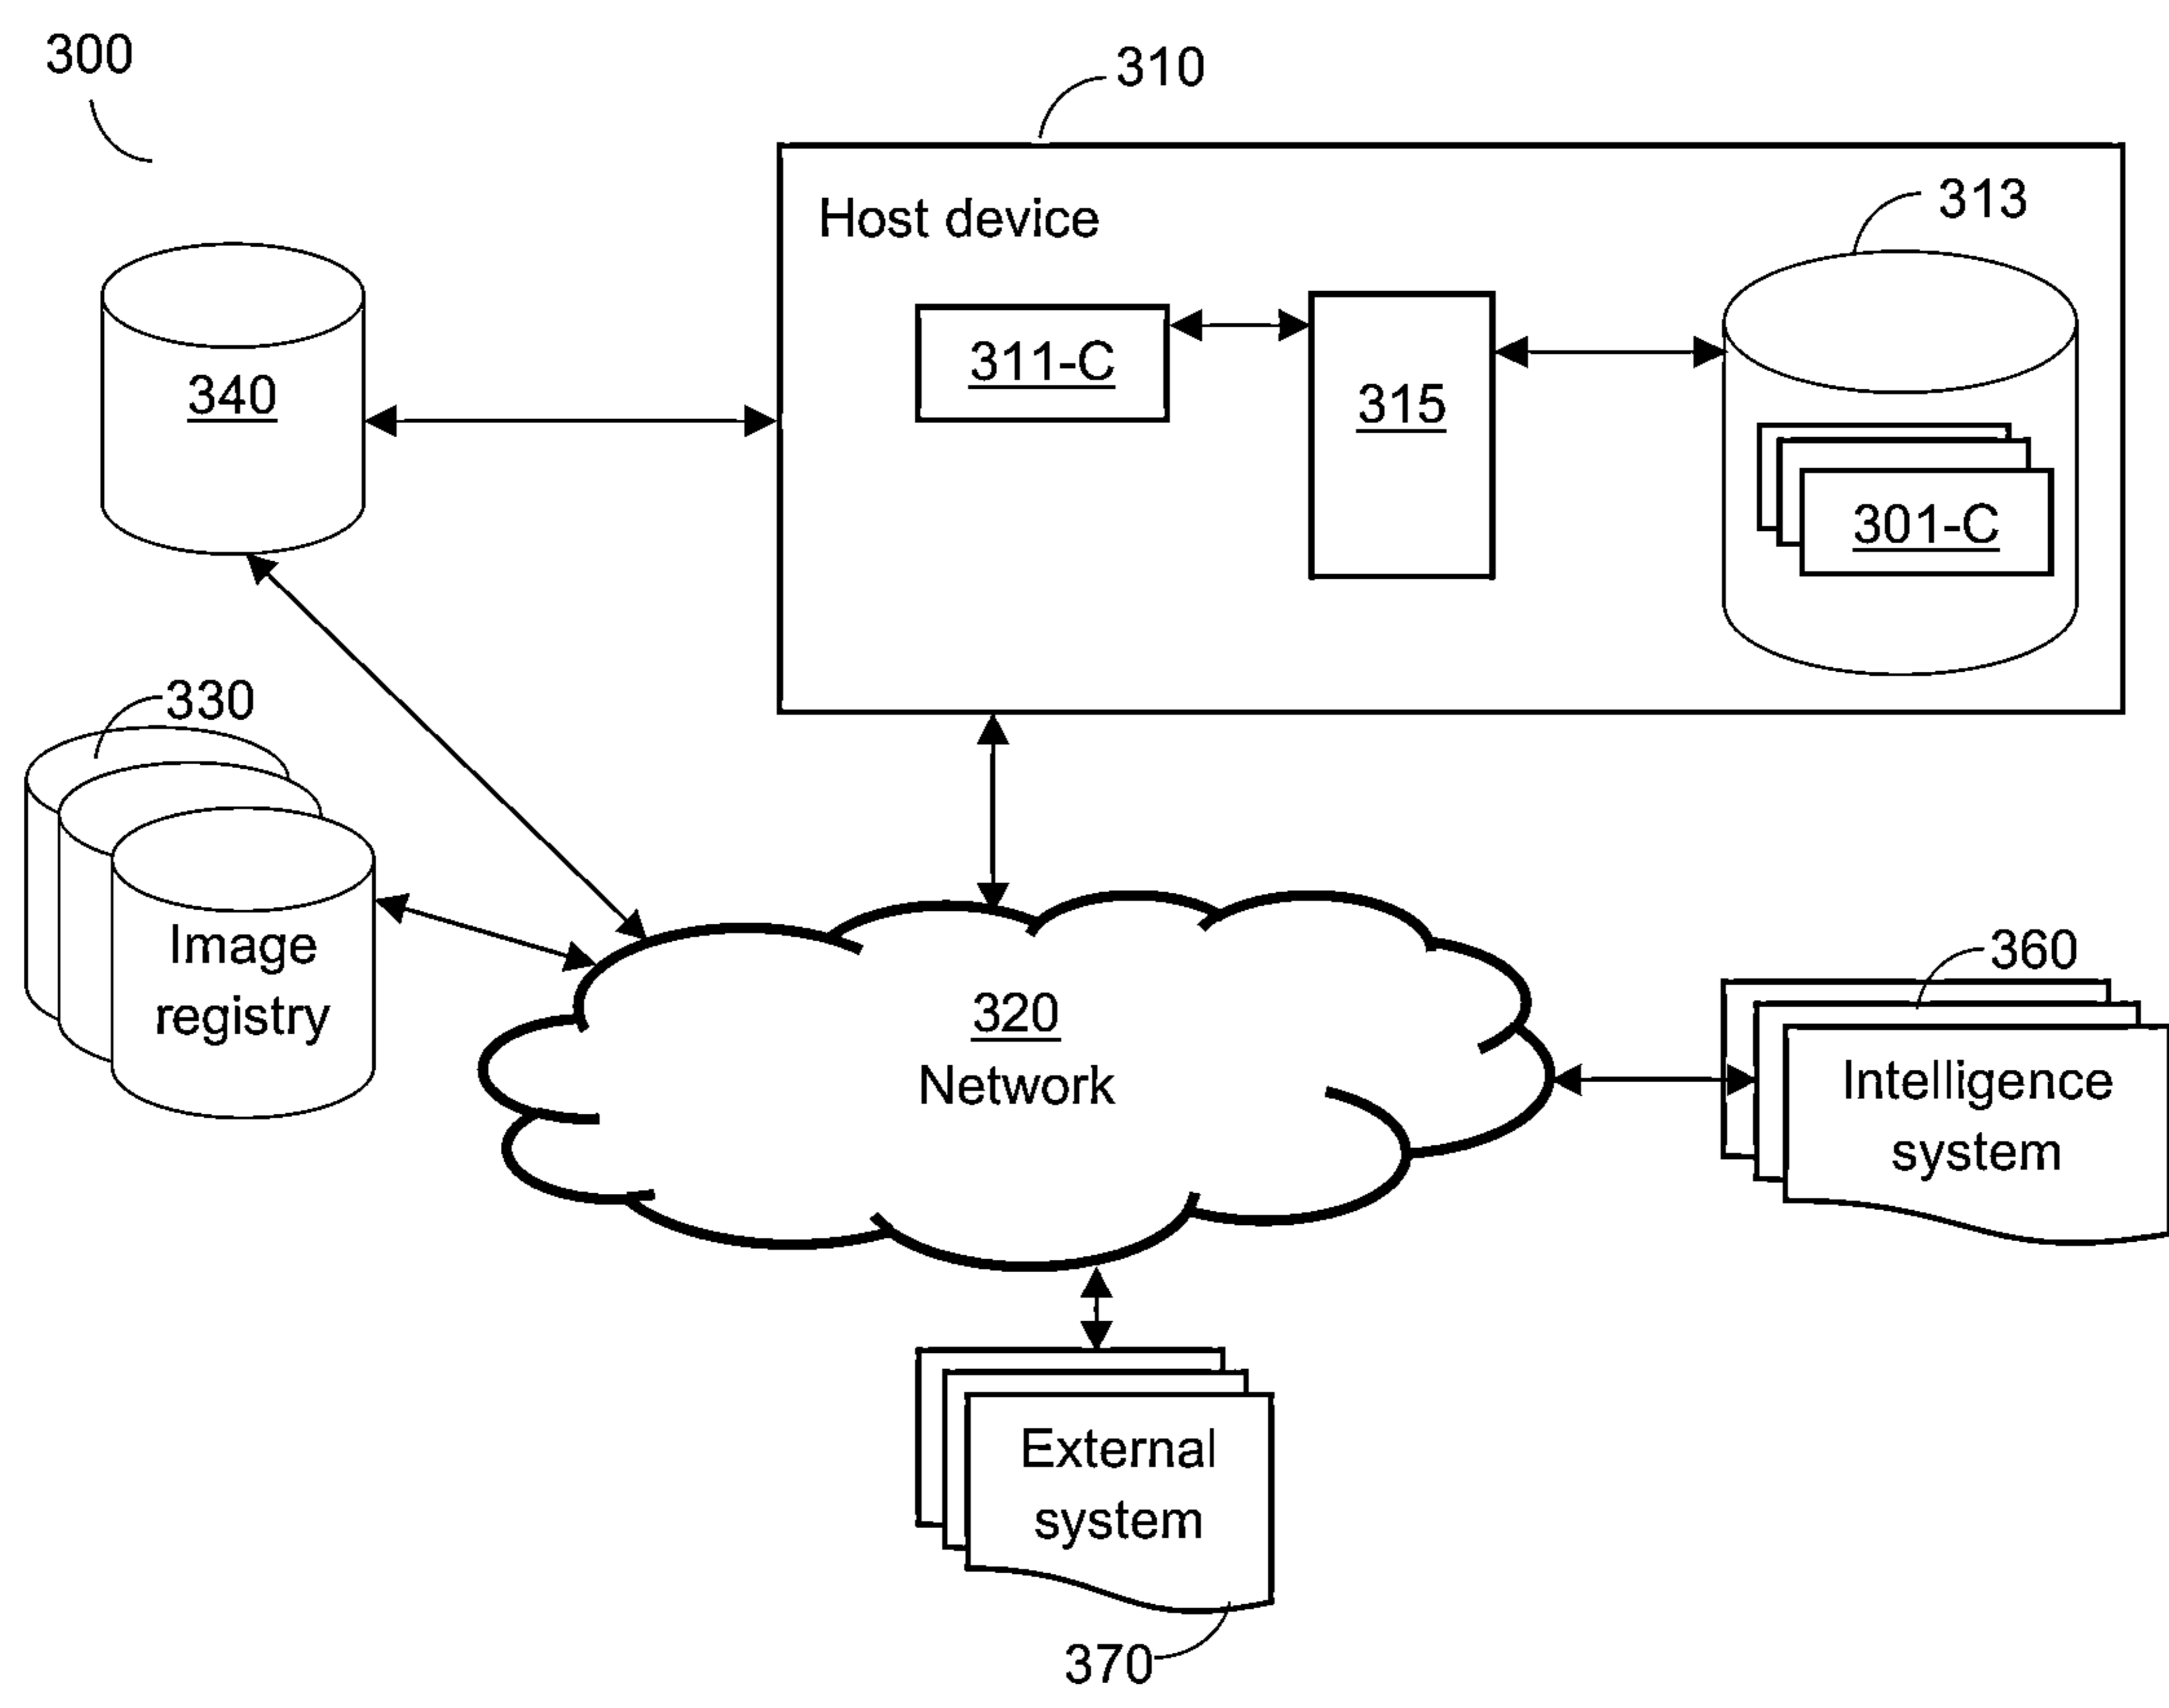 300
310
Host device
313
311-C
315
340
301-C
330
Image
registry
320
Network
360
Intelligence
system
External
system
370